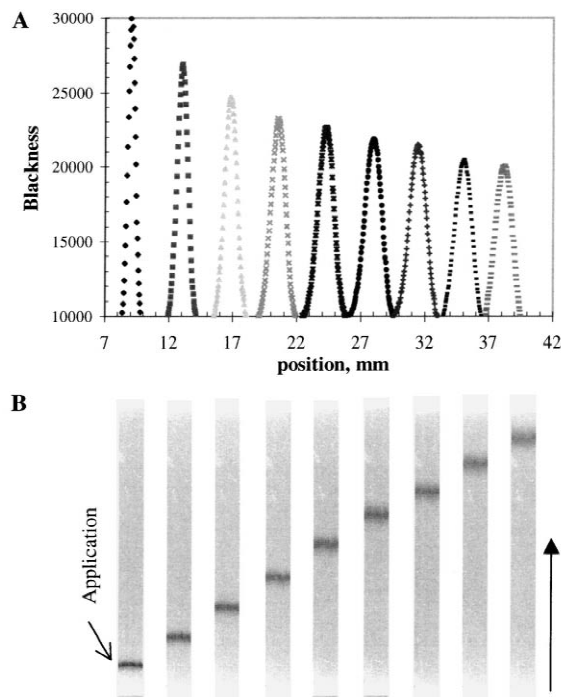 A
30000
25000
20000
15000
10000
Blackness
7 12 17 22 27 32 37 42
position, mm
B
Application